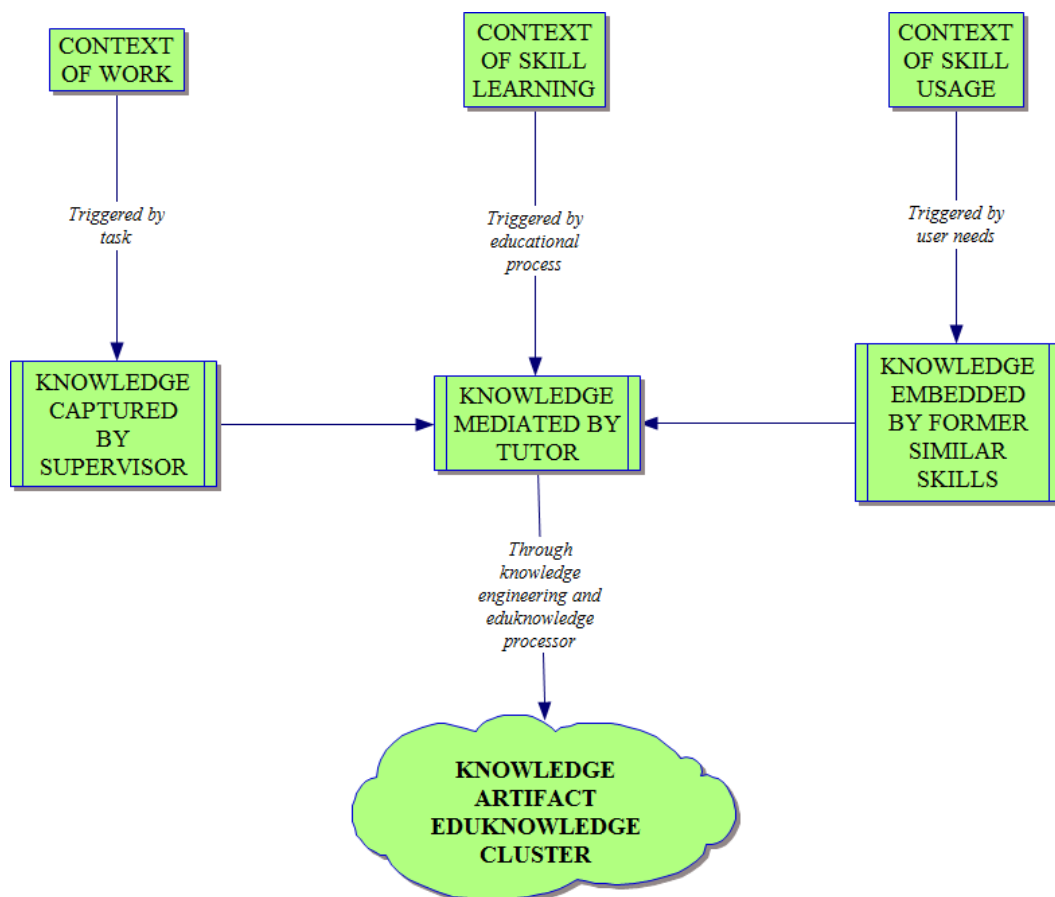 CONTEXT
OF WORK
CONTEXT
OF SKILL
LEARNING
CONTEXT
OF SKILL
USAGE
Triggered by
task
Triggered by
educational
process
Triggered by
user needs
KNOWLEDGE
CAPTURED
BY
SUPERVISOR
KNOWLEDGE
MEDIATED BY
TUTOR
KNOWLEDGE
EMBEDDED
BY FORMER
SIMILAR
SKILLS
Through
knowledge
engineering and
eduknowledge
processor
KNOWLEDGE
ARTIFACT
EDUKNOWLEDGE
CLUSTER